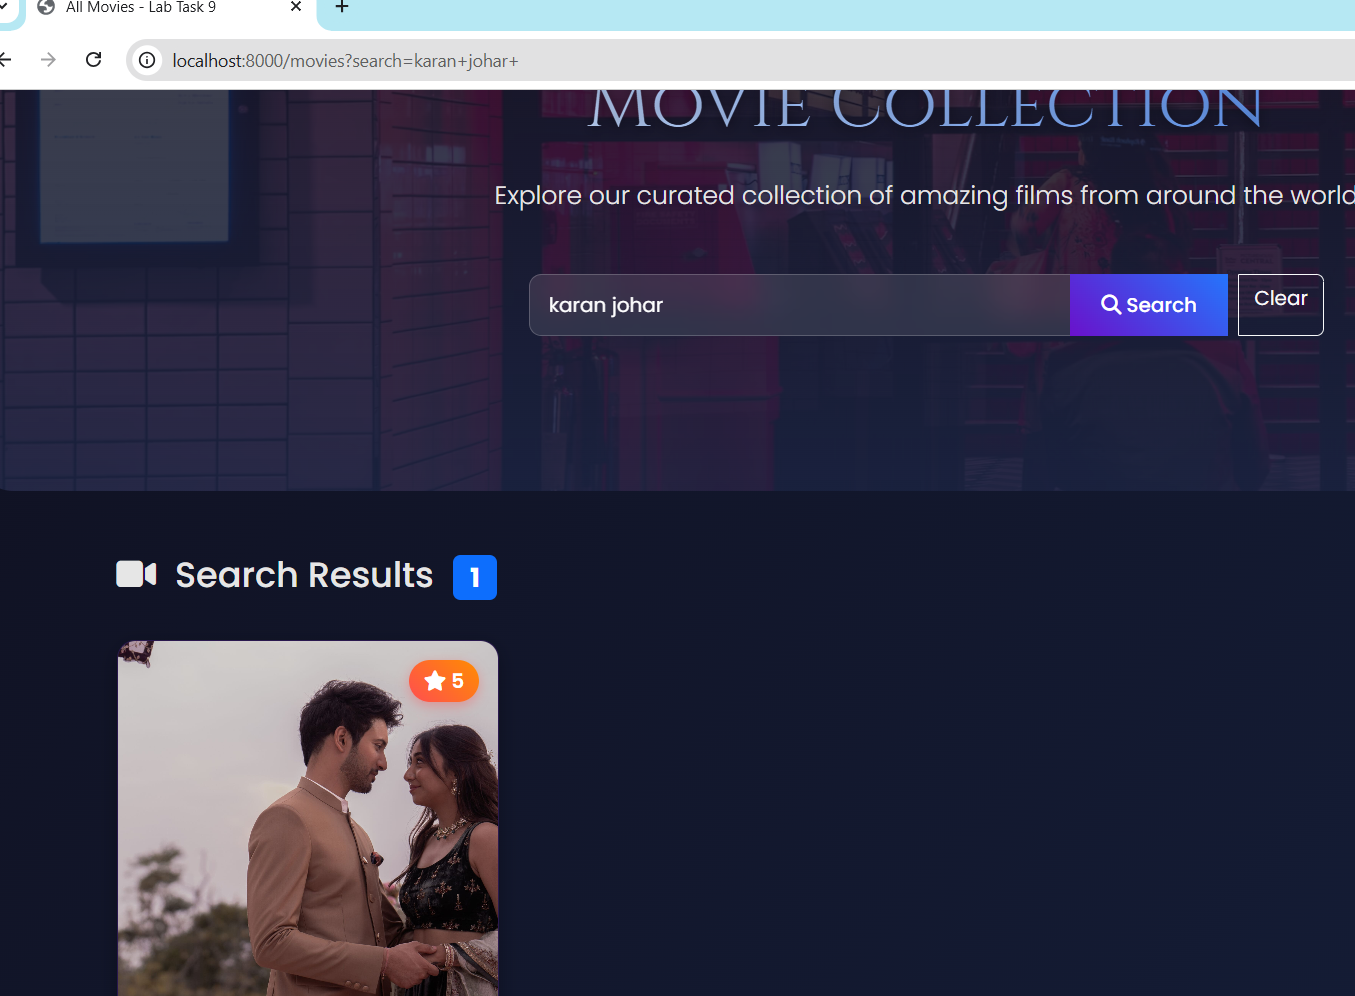 All Movies - Lab Task 9
localhost:8000/movies?search=karan+johar+
MOVIE COLLECTION
Explore our curated collection of amazing films from around the world
karan johar
Search
Clear
Search Results 1
5